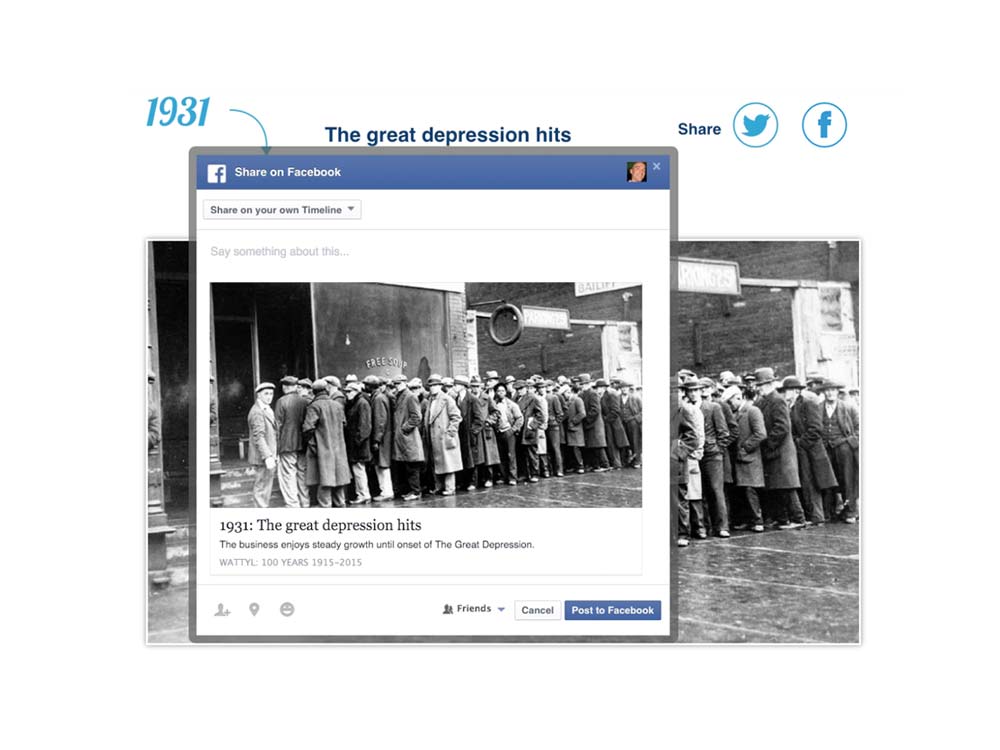 1931
The great depression hits
Share
Share on Facebook
Share on your own Timeline
Say something about this...
BAILIFF
PARKING 25
FREE SOUP
1931: The great depression hits
The business enjoys steady growth until onset of The Great Depression.
WATTYL: 100 YEARS 1915–2015
Friends
Cancel
Post to Facebook